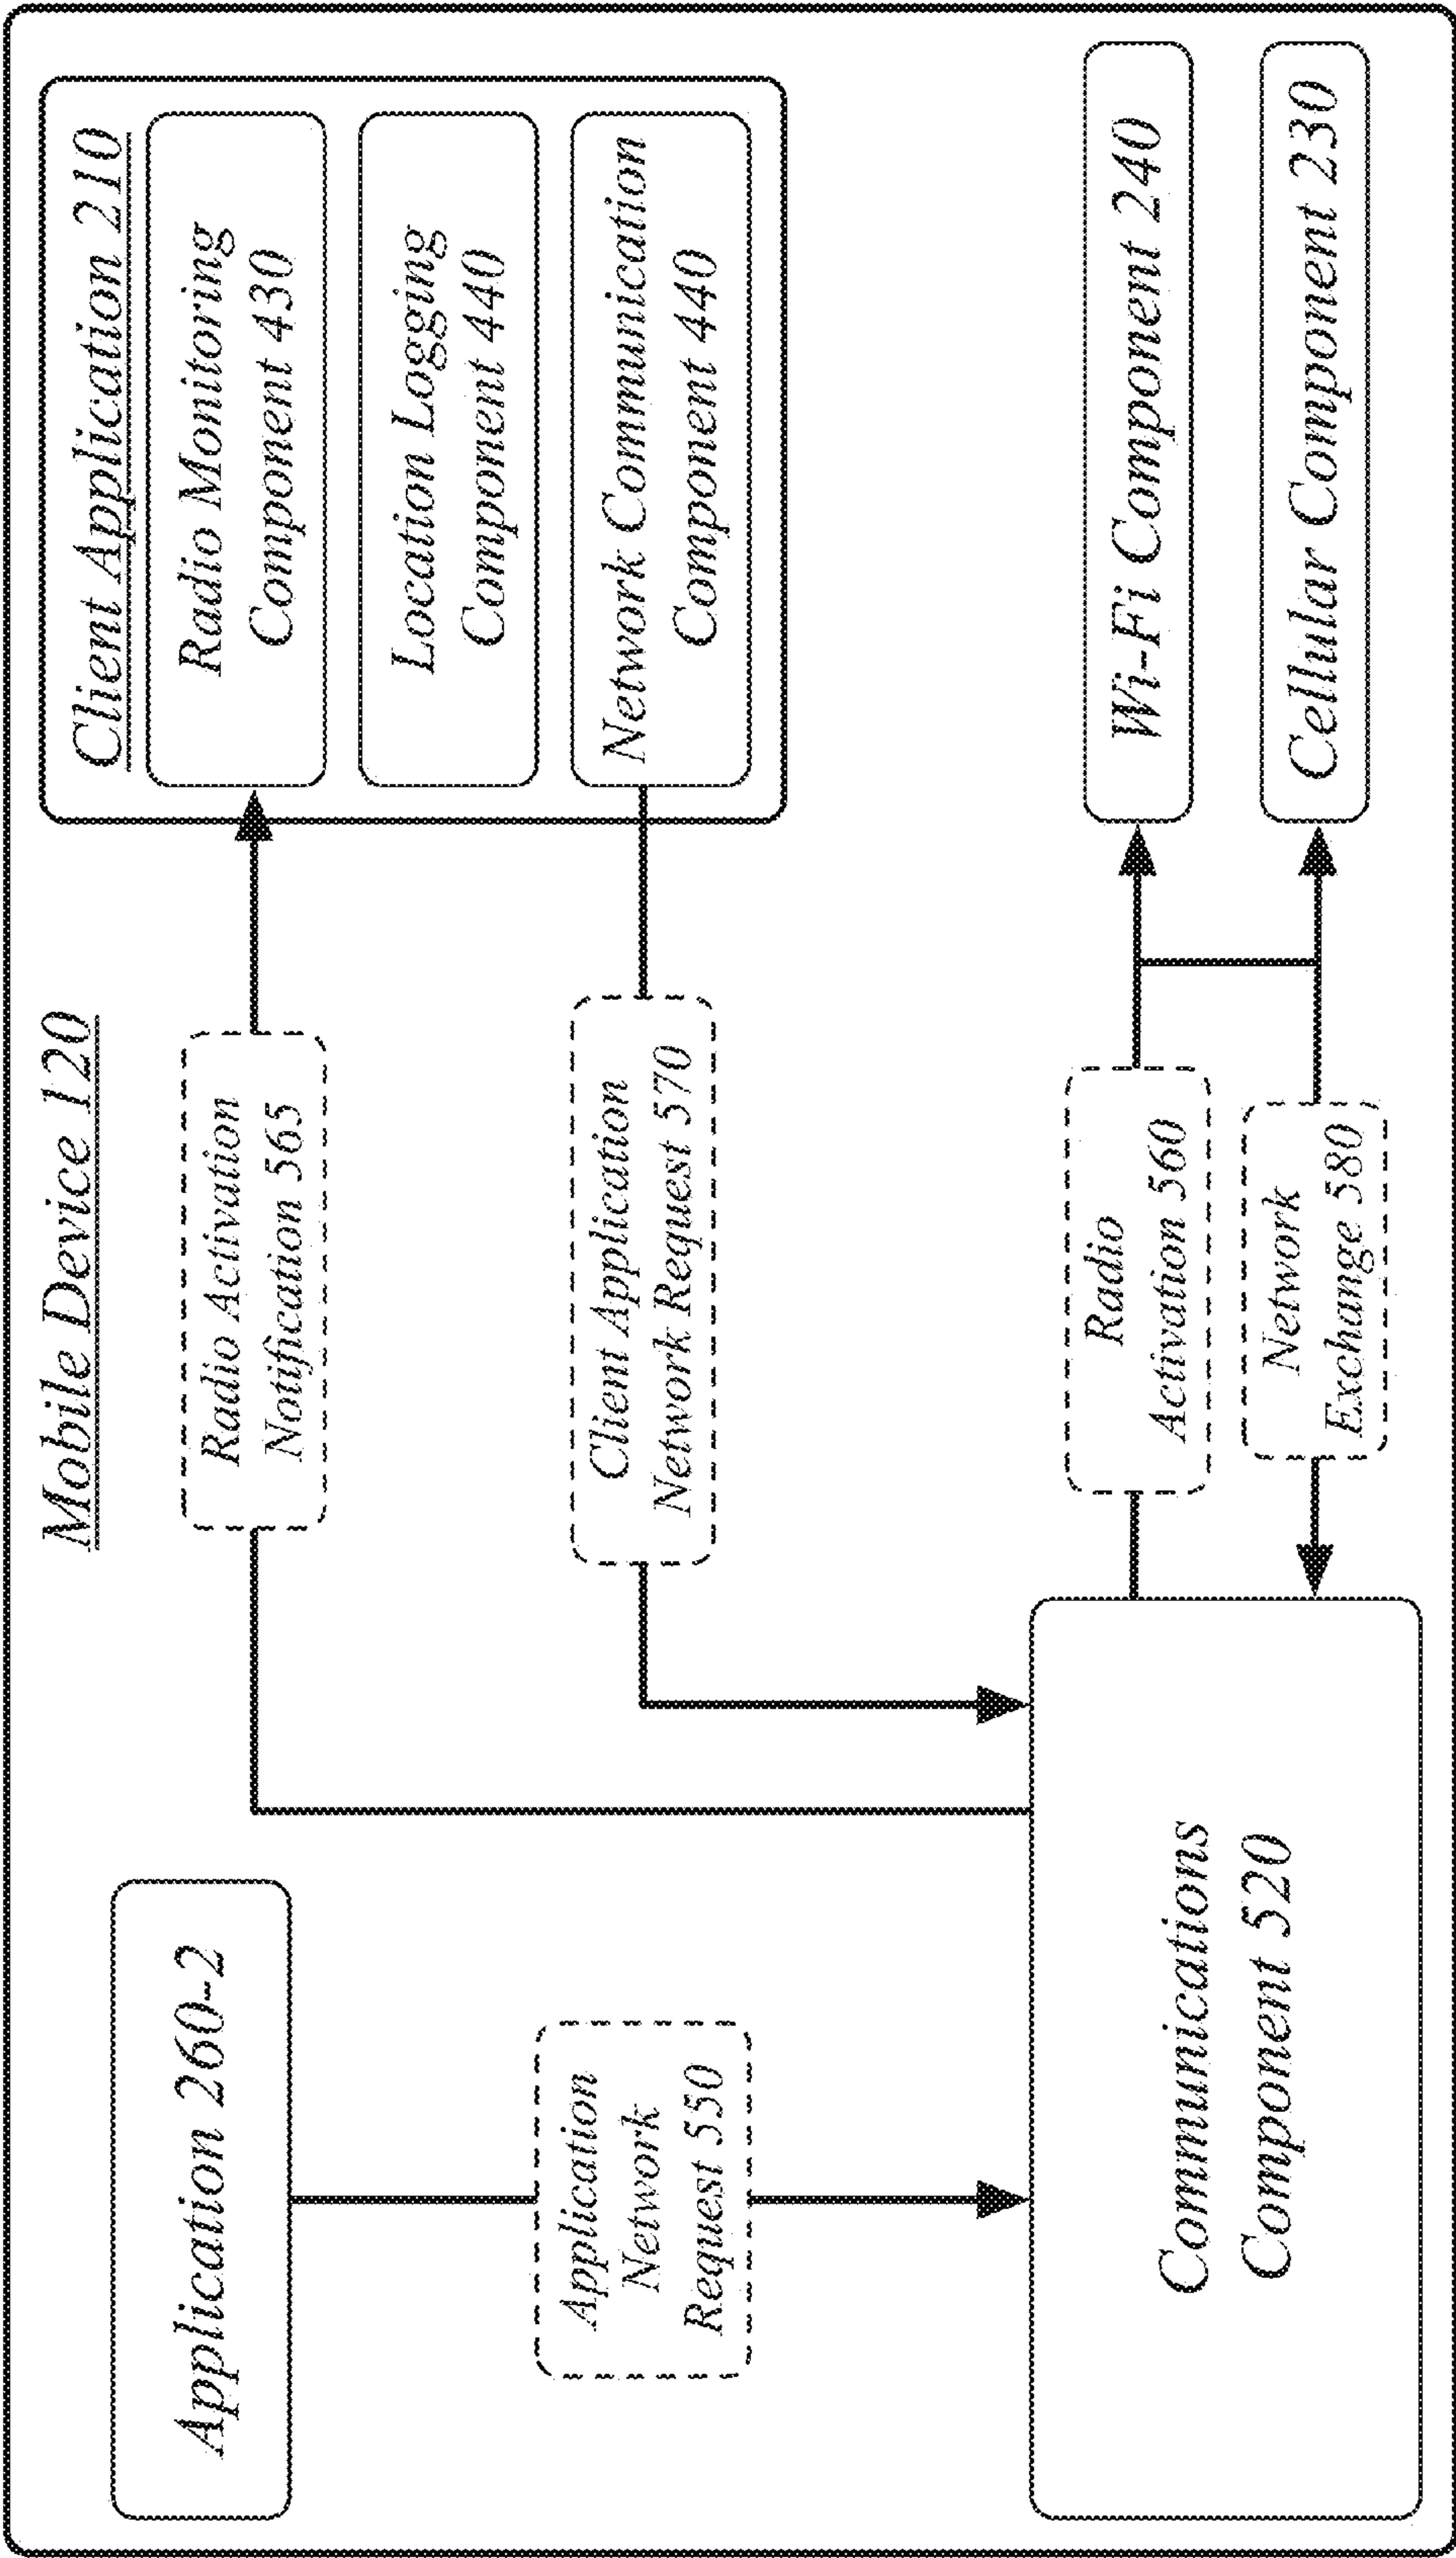 Mobile Device 120
Application 260-2
Application
Network
Request 550
Radio Activation
Notification 565
Client Application
Network Request 570
Client Application 210
Radio Monitoring
Component 430
Location Logging
Component 440
Network Communication
Component 440
Communications
Component 520
Radio
Activation 560
Network
Exchange 580
Wi-Fi Component 240
Cellular Component 230